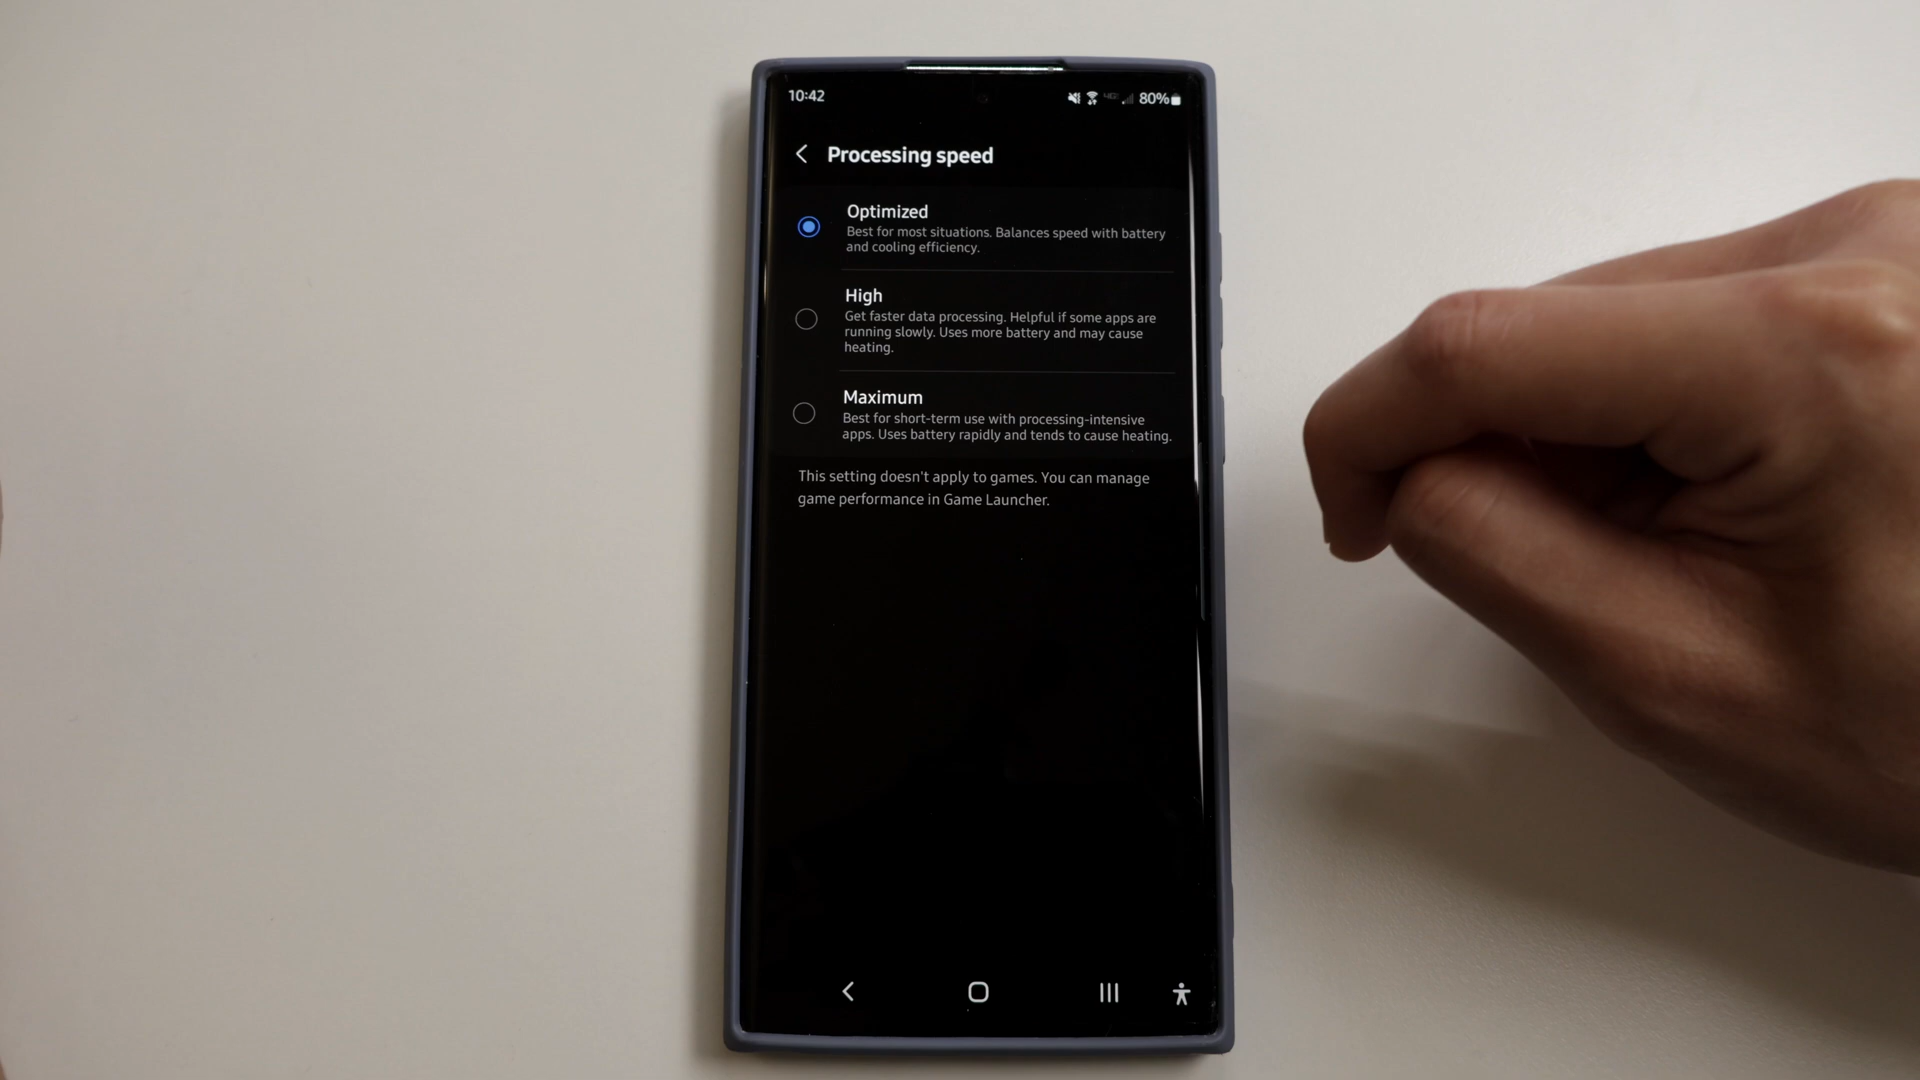 10:42
80%
Processing speed
Optimized
Best for most situations. Balances speed with battery
and cooling efficiency.
High
Get faster data processing. Helpful if some apps are
running slowly. Uses more battery and may cause
heating.
Maximum
Best for short-term use with processing-intensive
apps. Uses battery rapidly and tends to cause heating.
This setting doesn't apply to games. You can manage
game performance in Game Launcher.